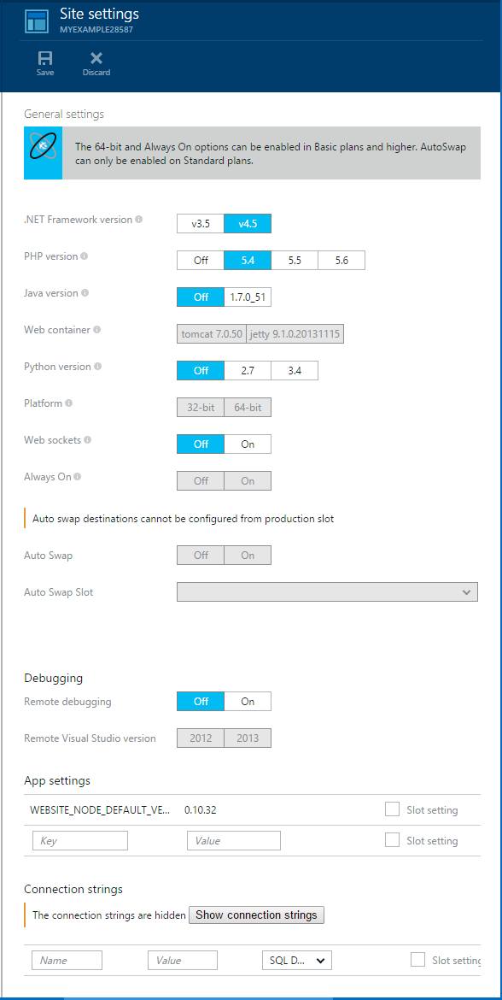 Site settings
MYEXAMPLE28587
Save Discard
General settings
The 64-bit and Always On options can be enabled in Basic plans and higher. AutoSwap
can only be enabled on Standard plans.
.NET Framework version v3.5 v4.5
PHP version Off 5.4 5.5 5.6
Java version Off 1.7.0_51
Web container tomcat 7.0.50 jetty 9.1.0.20131115
Python version Off 2.7 3.4
Platform 32-bit 64-bit
Web sockets Off On
Always On Off On
Auto swap destinations cannot be configured from production slot
Auto Swap Off On
Auto Swap Slot
Debugging
Remote debugging Off On
Remote Visual Studio version 2012 2013
App settings
WEBSITE_NODE_DEFAULT_VE... 0.10.32 Slot setting
Key Value Slot setting
Connection strings
The connection strings are hidden Show connection strings
Name Value SQL D... Slot setting